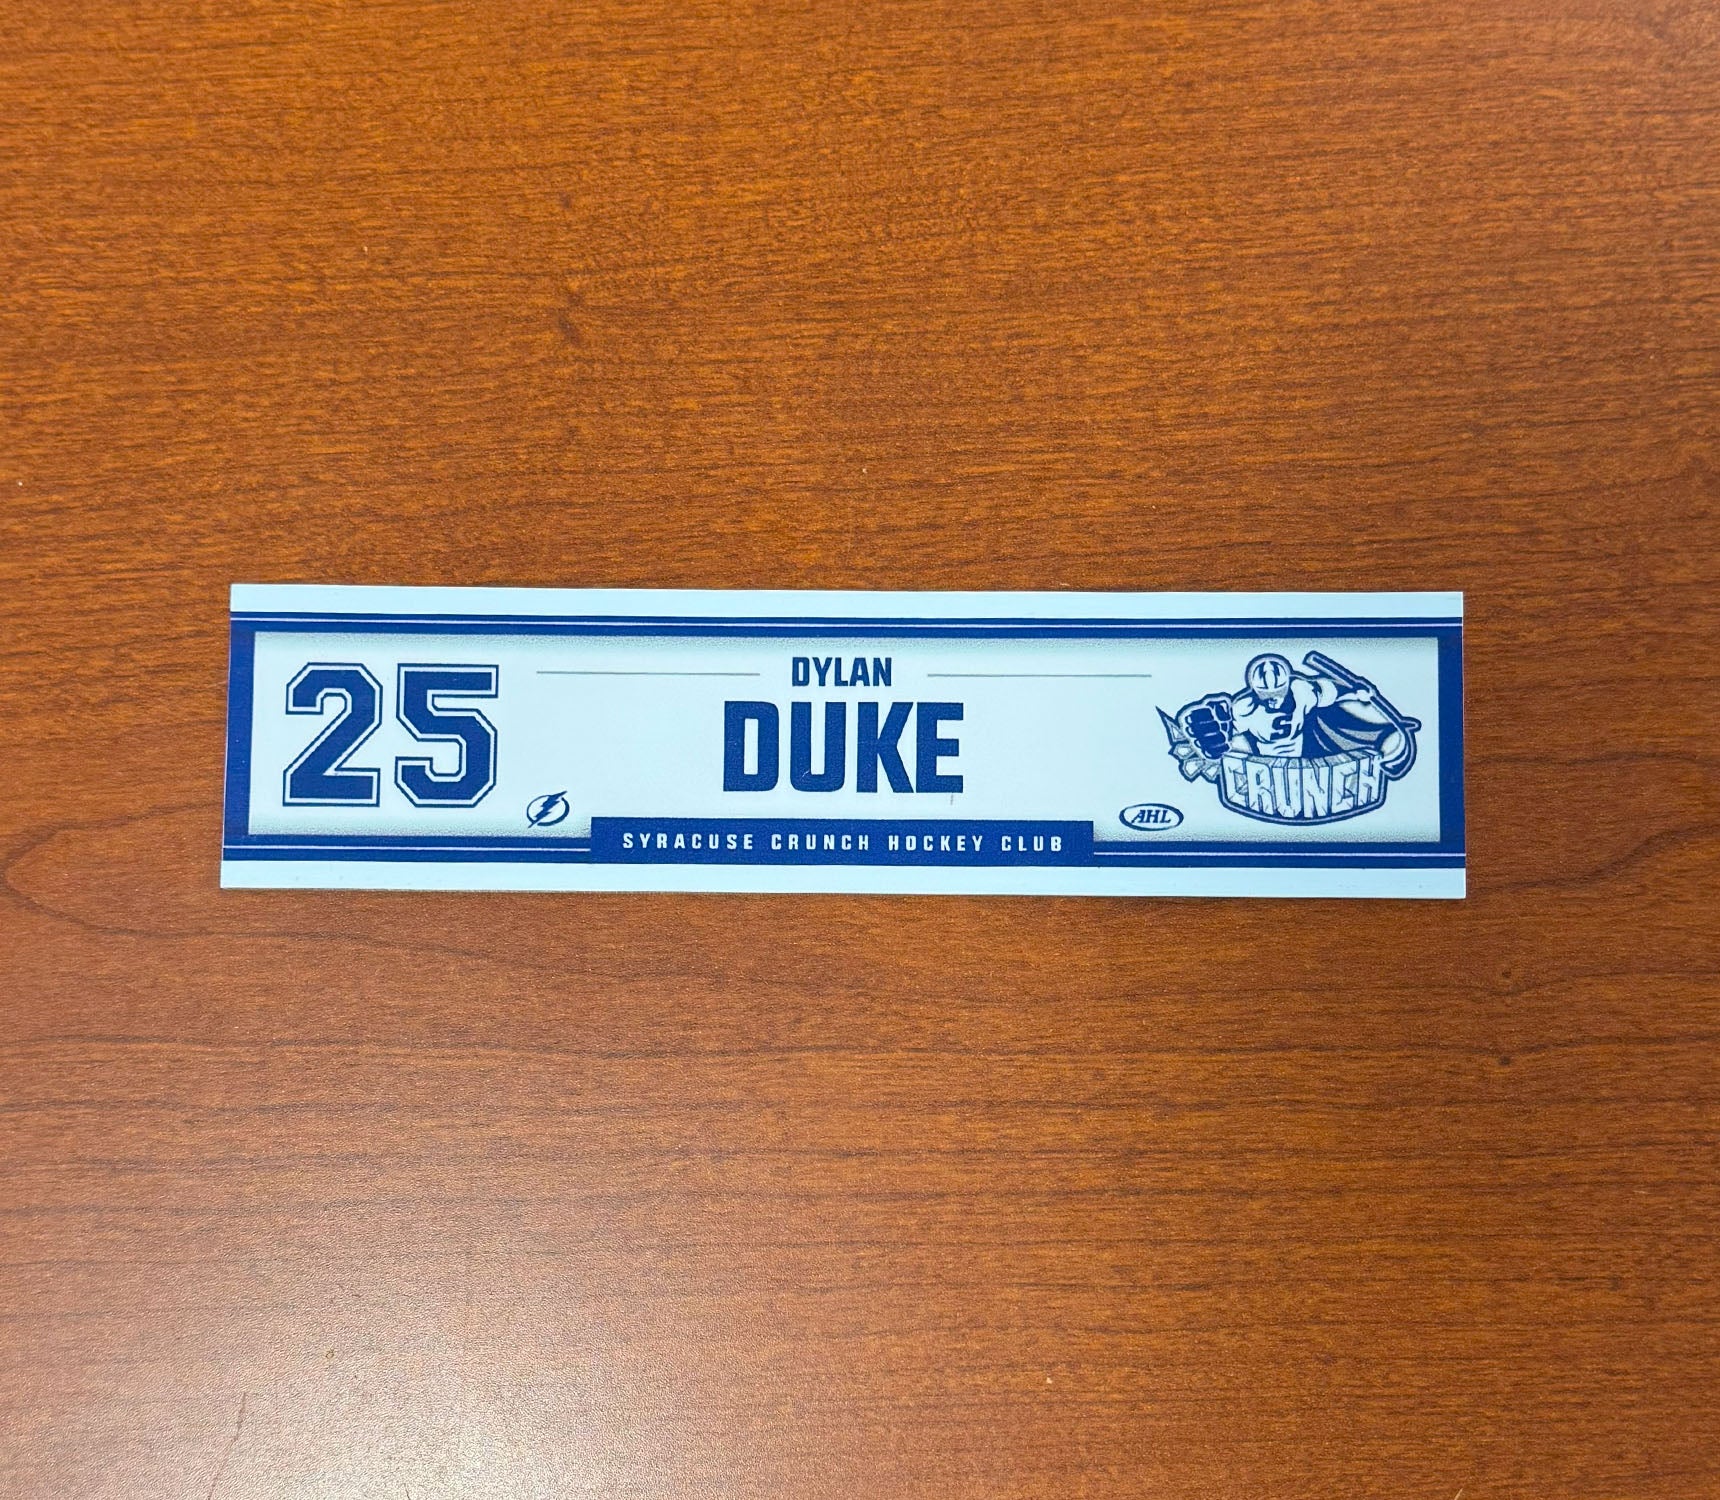 25
DYLAN
DUKE
CRUNCH
AHL
SYRACUSE CRUNCH HOCKEY CLUB
S